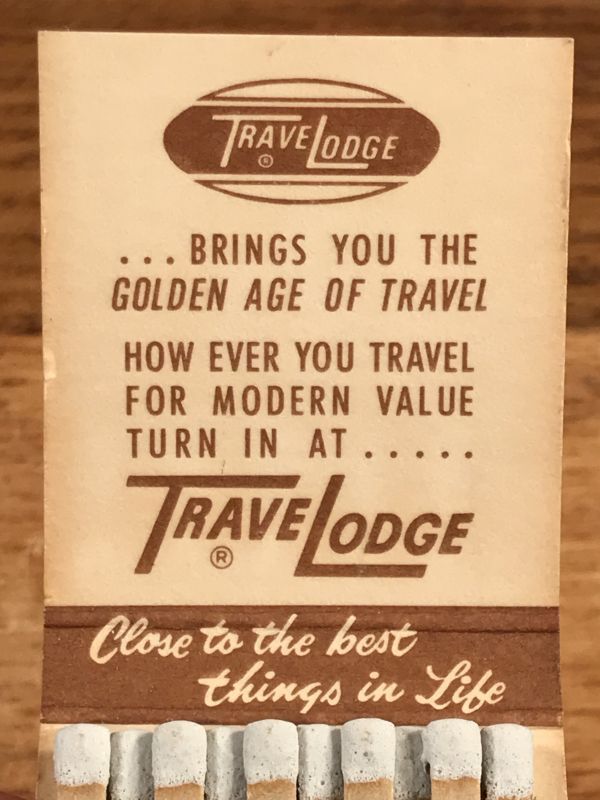 TRAVELODGE
®
... BRINGS YOU THE
GOLDEN AGE OF TRAVEL
HOW EVER YOU TRAVEL
FOR MODERN VALUE
TURN IN AT .....
TRAVELODGE
®
Close to the best
things in Life